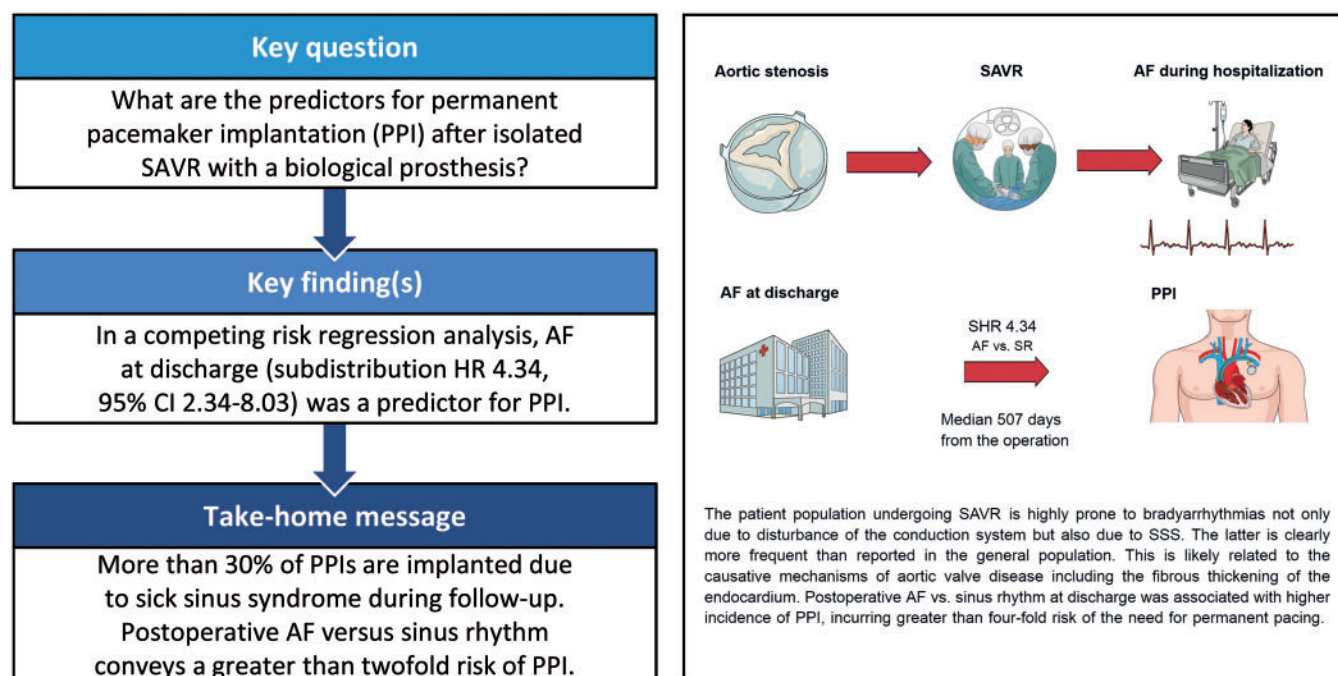 Key question
What are the predictors for permanent
pacemaker implantation (PPI) after isolated
SAVR with a biological prosthesis?
Key finding(s)
In a competing risk regression analysis, AF
at discharge (subdistribution HR 4.34,
95% CI 2.34-8.03) was a predictor for PPI.
Take-home message
More than 30% of PPIs are implanted due
to sick sinus syndrome during follow-up.
Postoperative AF versus sinus rhythm
conveys a greater than twofold risk of PPI.
Aortic stenosis
SAVR
AF during hospitalization
AF at discharge
SHR 4.34
AF vs. SR
Median 507 days
from the operation
PPI
The patient population undergoing SAVR is highly prone to bradyarrhythmias not only
due to disturbance of the conduction system but also due to SSS. The latter is clearly
more frequent than reported in the general population. This is likely related to the
causative mechanisms of aortic valve disease including the fibrous thickening of the
endocardium. Postoperative AF vs. sinus rhythm at discharge was associated with higher
incidence of PPI, incurring greater than four-fold risk of the need for permanent pacing.